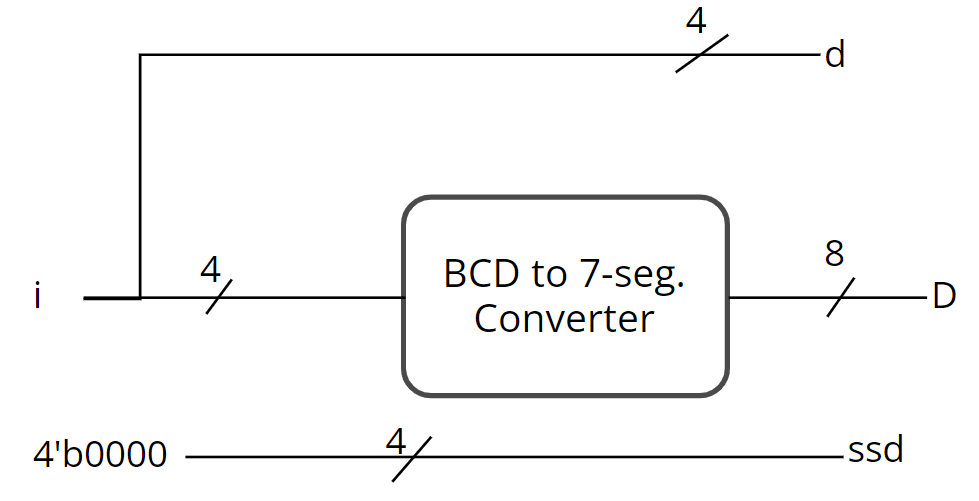 4
d
4
8
i
BCD to 7-seg.
Converter
D
4
4'b0000
ssd